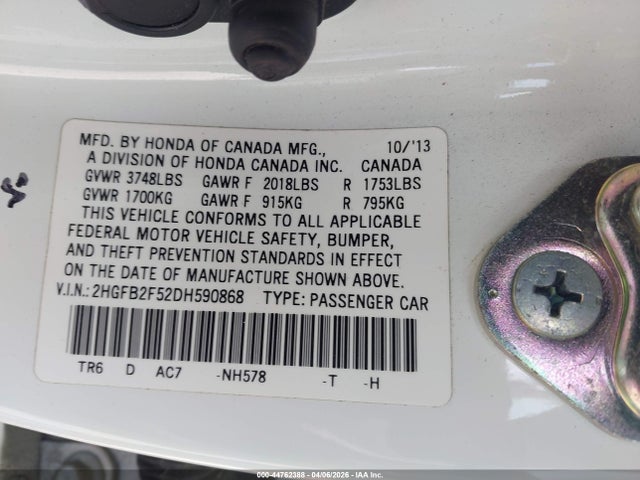 MFD. BY HONDA OF CANADA MFG., 10/'13
A DIVISION OF HONDA CANADA INC. CANADA
GVWR 3748LBS GAWR F 2018LBS R 1753LBS
GVWR 1700KG GAWR F 915KG R 795KG
THIS VEHICLE CONFORMS TO ALL APPLICABLE
FEDERAL MOTOR VEHICLE SAFETY, BUMPER,
AND THEFT PREVENTION STANDARDS IN EFFECT
ON THE DATE OF MANUFACTURE SHOWN ABOVE.
V.I.N.: 2HGFB2F52DH590868 TYPE: PASSENGER CAR
TR6 D AC7 -NH578 -T -H
000-44762388 - 04/06/2026 - IAA Inc.